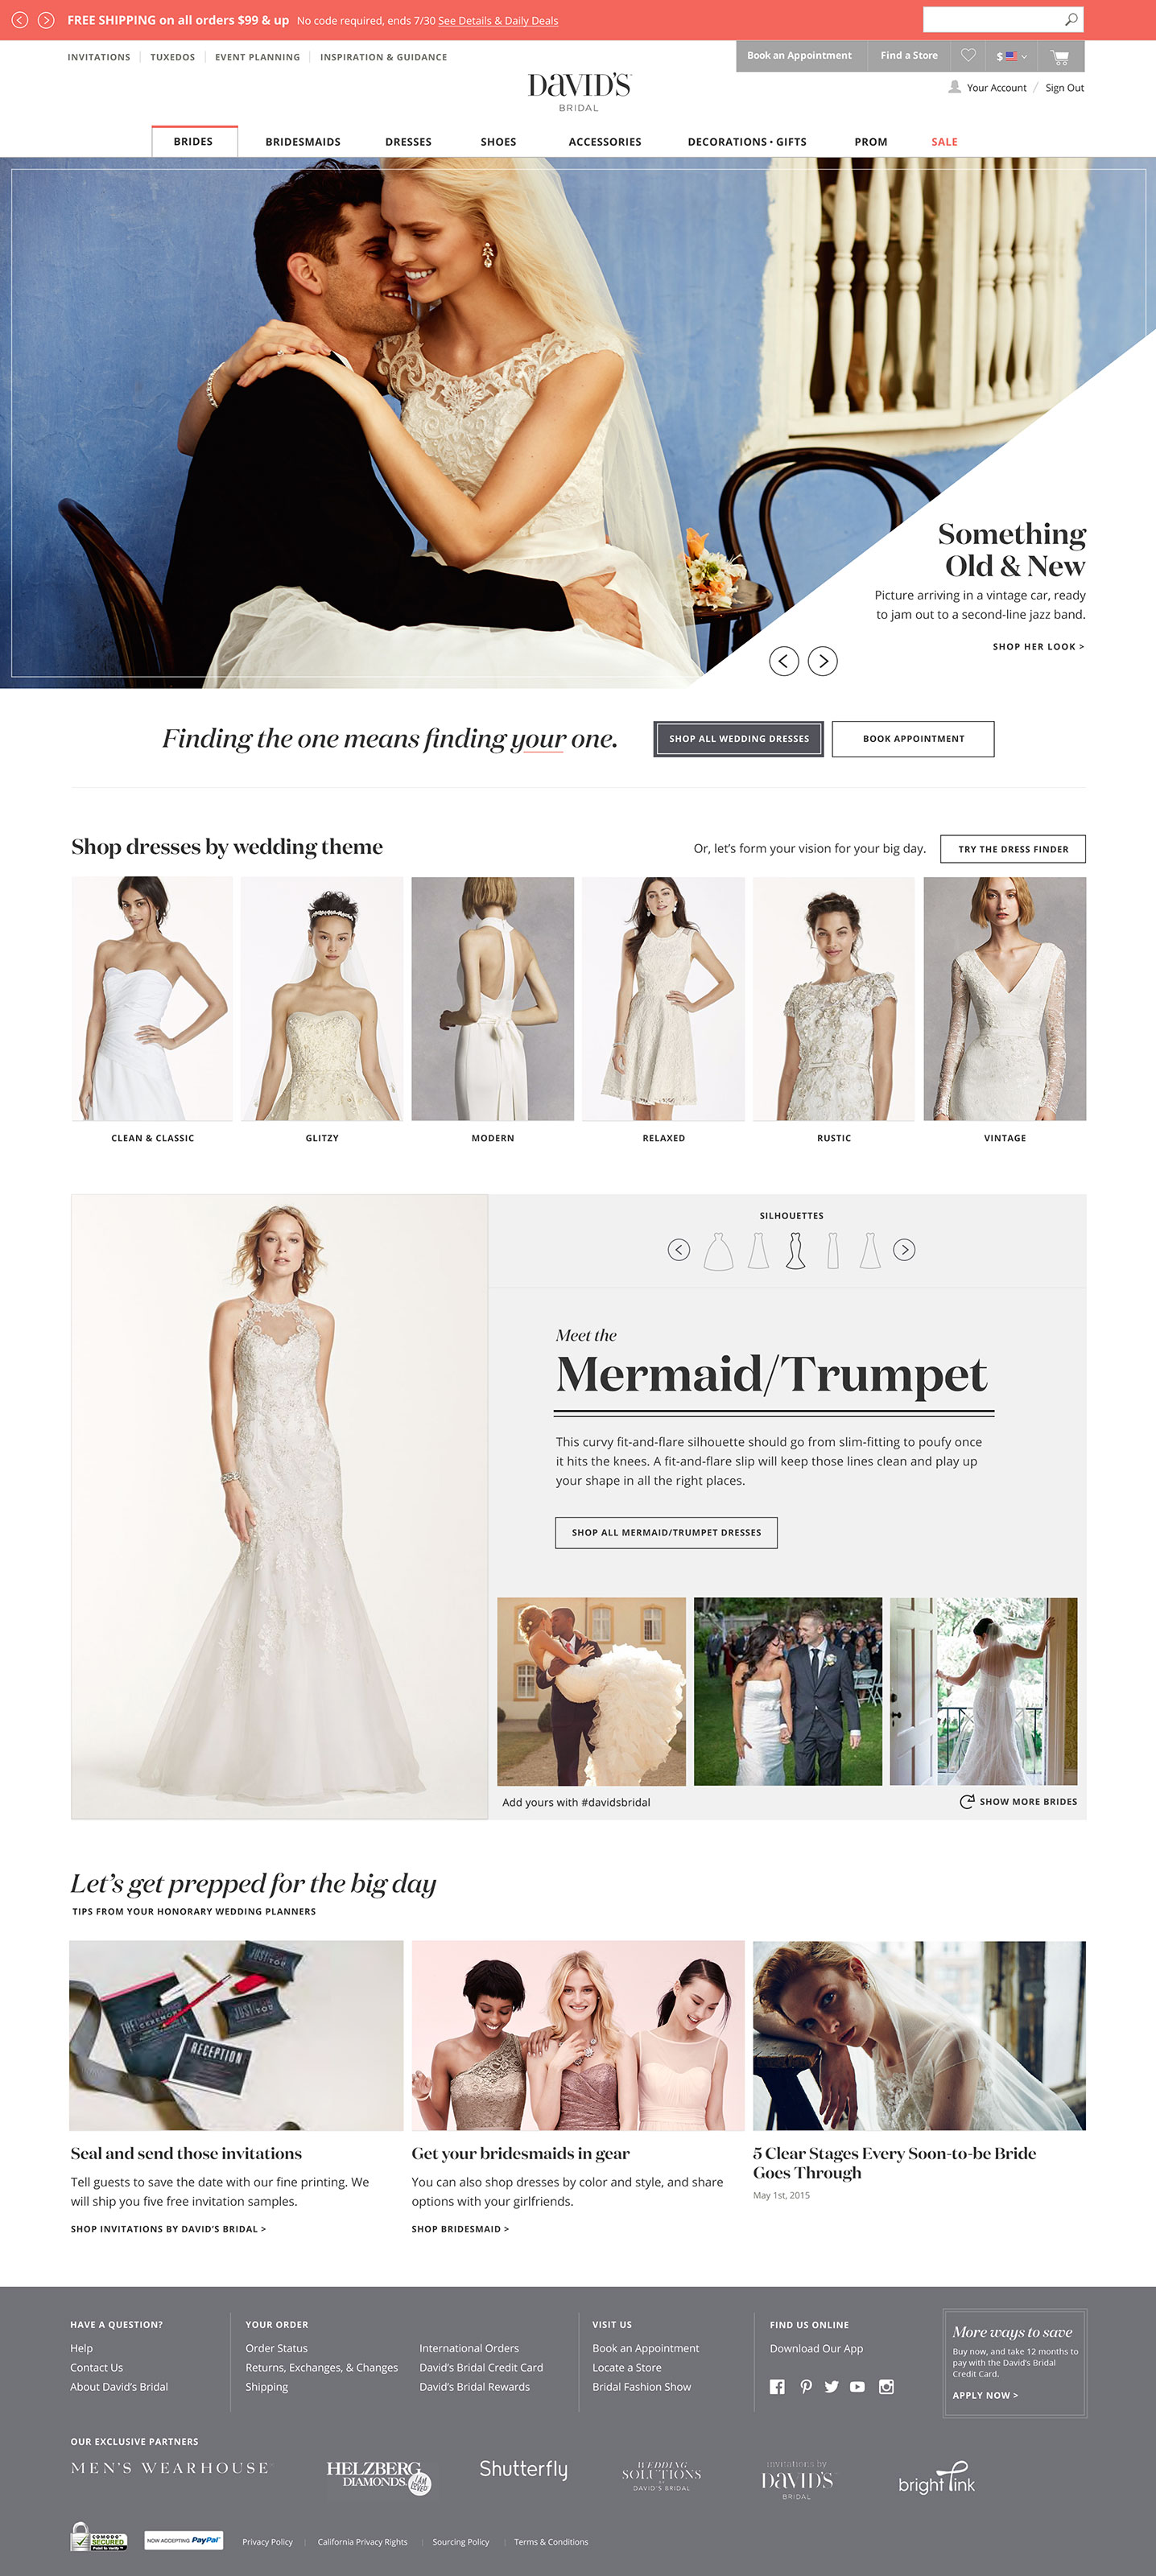 FREE SHIPPING on all orders $99 & up No code required, ends 7/30 See Details & Daily Deals
INVITATIONS TUXEDOS EVENT PLANNING INSPIRATION & GUIDANCE
Book an Appointment Find a Store $
DAVID'S
BRIDAL
Your Account / Sign Out
BRIDES BRIDESMAIDS DRESSES SHOES ACCESSORIES DECORATIONS • GIFTS PROM SALE
Something
Old & New
Picture arriving in a vintage car, ready
to jam out to a second-line jazz band.
SHOP HER LOOK >
Finding the one means finding your one.
SHOP ALL WEDDING DRESSES BOOK APPOINTMENT
Shop dresses by wedding theme
Or, let's form your vision for your big day. TRY THE DRESS FINDER
CLEAN & CLASSIC GLITZY MODERN RELAXED RUSTIC VINTAGE
SILHOUETTES
Meet the
Mermaid/Trumpet
This curvy fit-and-flare silhouette should go from slim-fitting to poufy once
it hits the knees. A fit-and-flare slip will keep those lines clean and play up
your shape in all the right places.
SHOP ALL MERMAID/TRUMPET DRESSES
Add yours with #davidsbridal
SHOW MORE BRIDES
Let's get prepped for the big day
TIPS FROM YOUR HONORARY WEDDING PLANNERS
JUST
YOU
THE
CEREMONY
JUST
YOU
RECEPTION
Seal and send those invitations
Tell guests to save the date with our fine printing. We
will ship you five free invitation samples.
SHOP INVITATIONS BY DAVID'S BRIDAL >
Get your bridesmaids in gear
You can also shop dresses by color and style, and share
options with your girlfriends.
SHOP BRIDESMAID >
5 Clear Stages Every Soon-to-be Bride
Goes Through
May 1st, 2015
HAVE A QUESTION?
Help
Contact Us
About David's Bridal
YOUR ORDER
Order Status
Returns, Exchanges, & Changes
Shipping
International Orders
David's Bridal Credit Card
David's Bridal Rewards
VISIT US
Book an Appointment
Locate a Store
Bridal Fashion Show
FIND US ONLINE
Download Our App
More ways to save
Buy now, and take 12 months to
pay with the David's Bridal
Credit Card.
APPLY NOW >
OUR EXCLUSIVE PARTNERS
MEN'S WEARHOUSE
HELZBERG
DIAMONDS
I AM
LOVED
Shutterfly
WEDDING
SOLUTIONS
DAVID'S BRIDAL
invitations by
DAVID'S
BRIDAL
bright link
COMODO
SECURED
NOW ACCEPTING PayPal
Privacy Policy California Privacy Rights Sourcing Policy Terms & Conditions